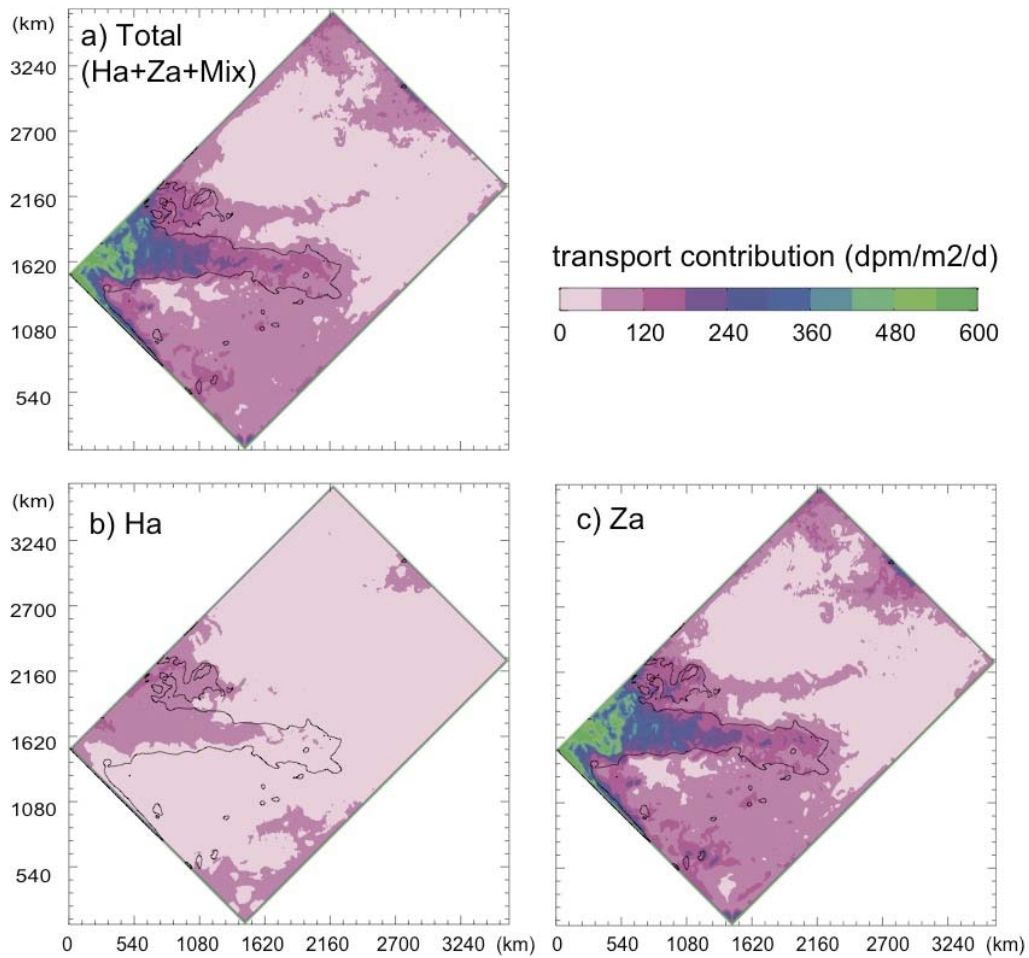 (km)
a) Total
(Ha+Za+Mix)
3240
2700
2160
1620
1080
540
transport contribution (dpm/m2/d)
0 120 240 360 480 600
(km)
b) Ha
3240
2700
2160
1620
1080
540
0 540 1080 1620 2160 2700 3240 (km)
c) Za
0 540 1080 1620 2160 2700 3240 (km)